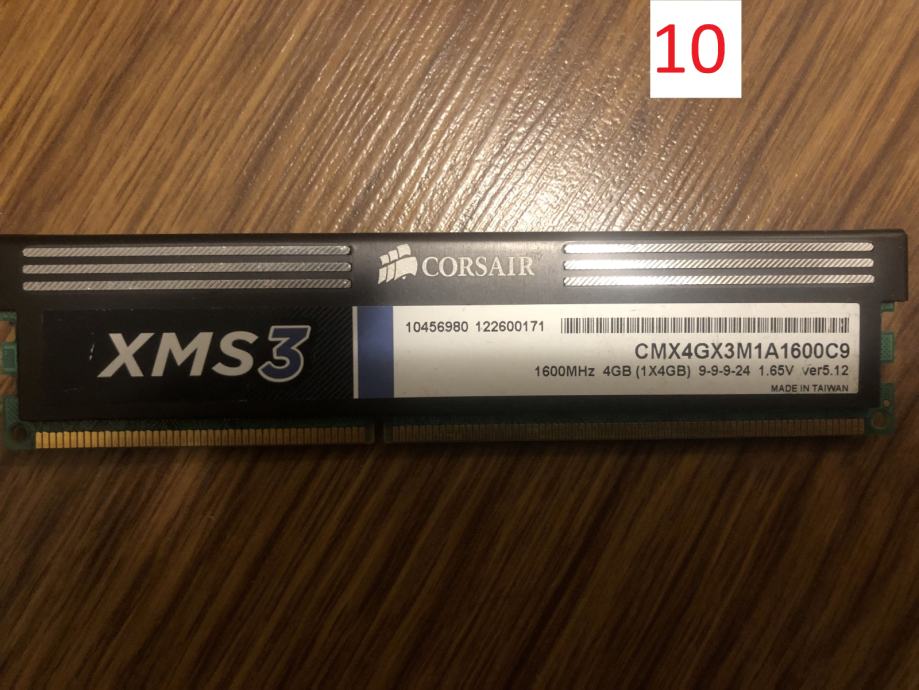 10
CORSAIR
XMS3
10456980 122600171
CMX4GX3M1A1600C9
1600MHz 4GB (1X4GB) 9-9-9-24 1.65V ver5.12
MADE IN TAIWAN